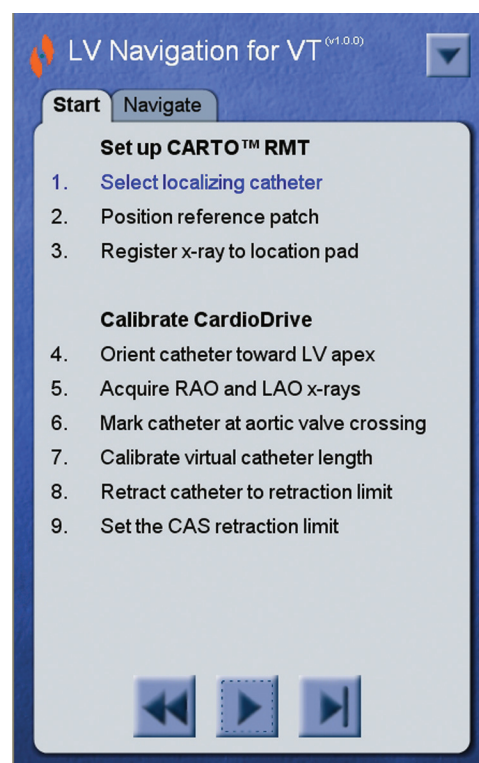 LV Navigation for VT (v1.0.0)
Start Navigate
Set up CARTO™ RMT
1. Select localizing catheter
2. Position reference patch
3. Register x-ray to location pad
Calibrate CardioDrive
4. Orient catheter toward LV apex
5. Acquire RAO and LAO x-rays
6. Mark catheter at aortic valve crossing
7. Calibrate virtual catheter length
8. Retract catheter to retraction limit
9. Set the CAS retraction limit